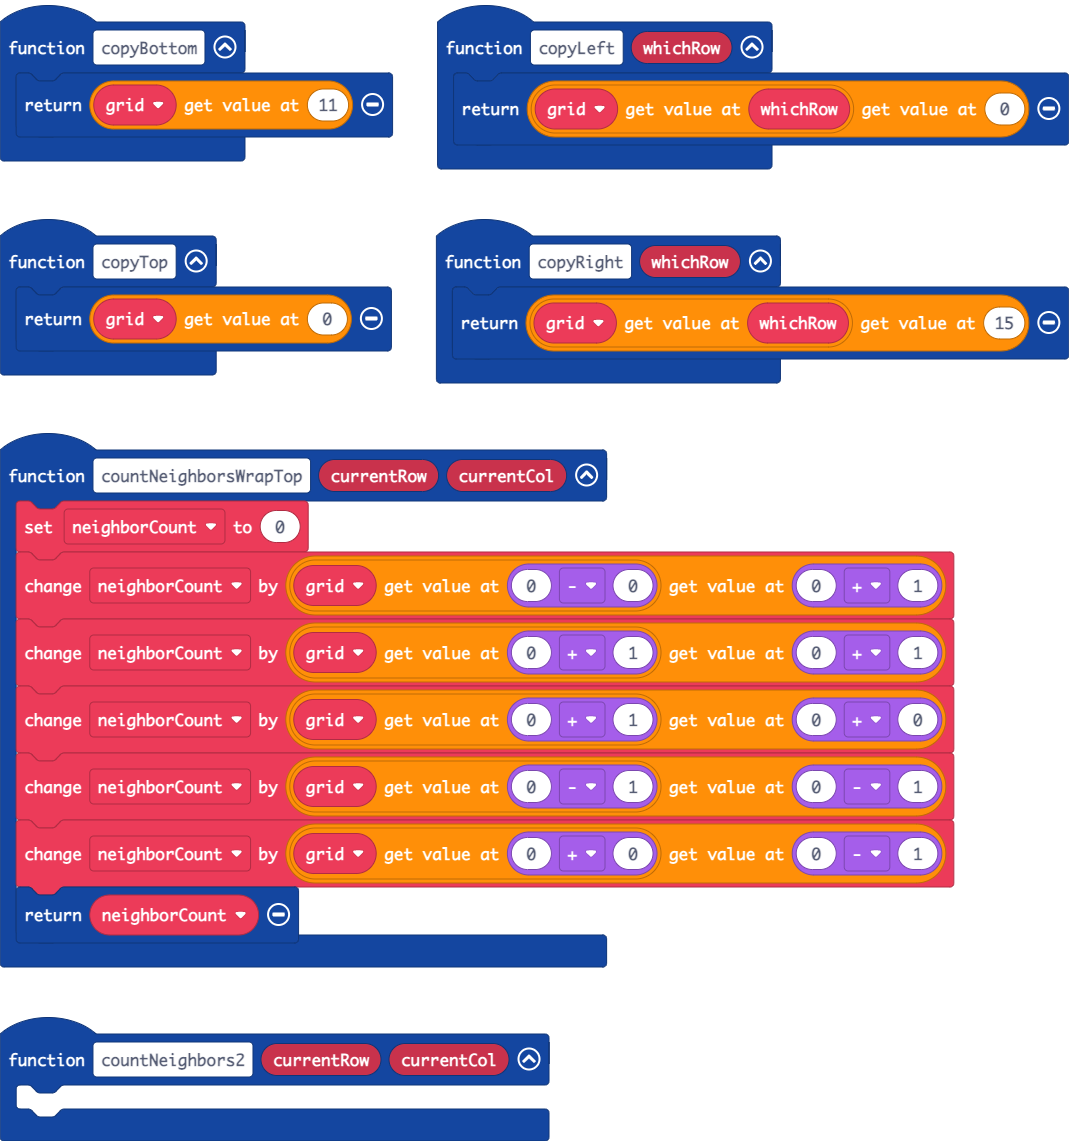 function copyBottom
return grid get value at 11
function copyLeft whichRow
return grid get value at whichRow get value at 0
function copyTop
return grid get value at 0
function copyRight whichRow
return grid get value at whichRow get value at 15
function countNeighborsWrapTop currentRow currentCol
set neighborCount to 0
change neighborCount by grid get value at 0 - 0 get value at 0 + 1
change neighborCount by grid get value at 0 + 1 get value at 0 + 1
change neighborCount by grid get value at 0 + 1 get value at 0 + 0
change neighborCount by grid get value at 0 - 1 get value at 0 - 1
change neighborCount by grid get value at 0 + 0 get value at 0 - 1
return neighborCount
function countNeighbors2 currentRow currentCol